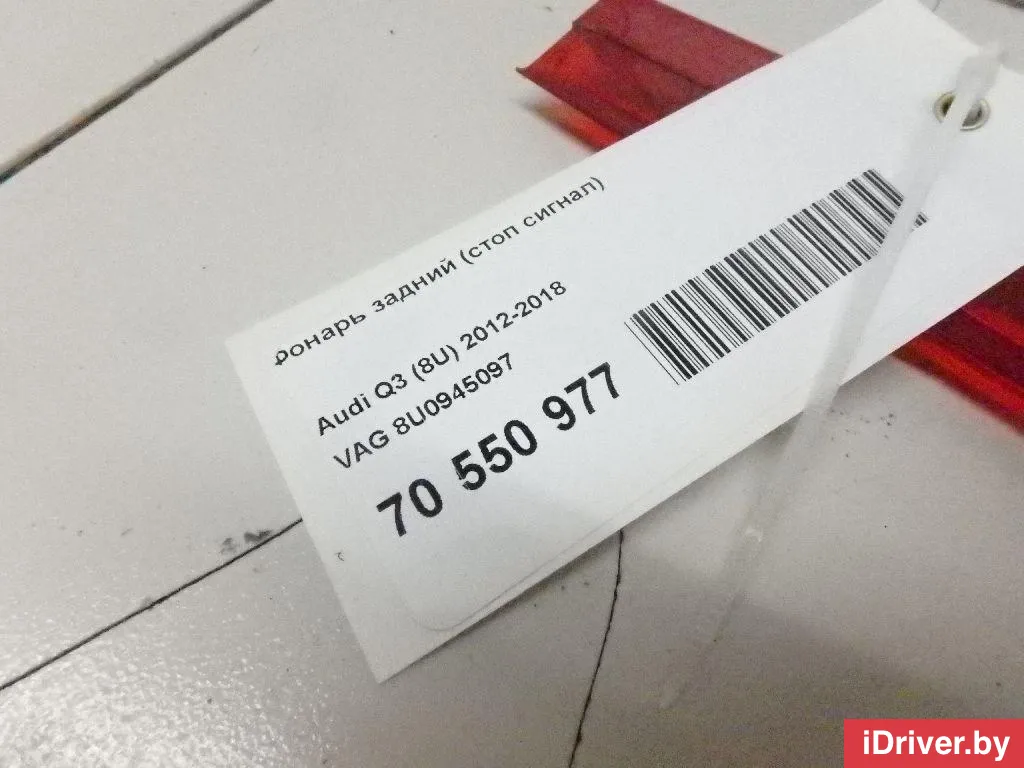 фонарь задний (стоп сигнал)
Audi Q3 (8U) 2012-2018
VAG 8U0945097
70 550 977
iDriver.by